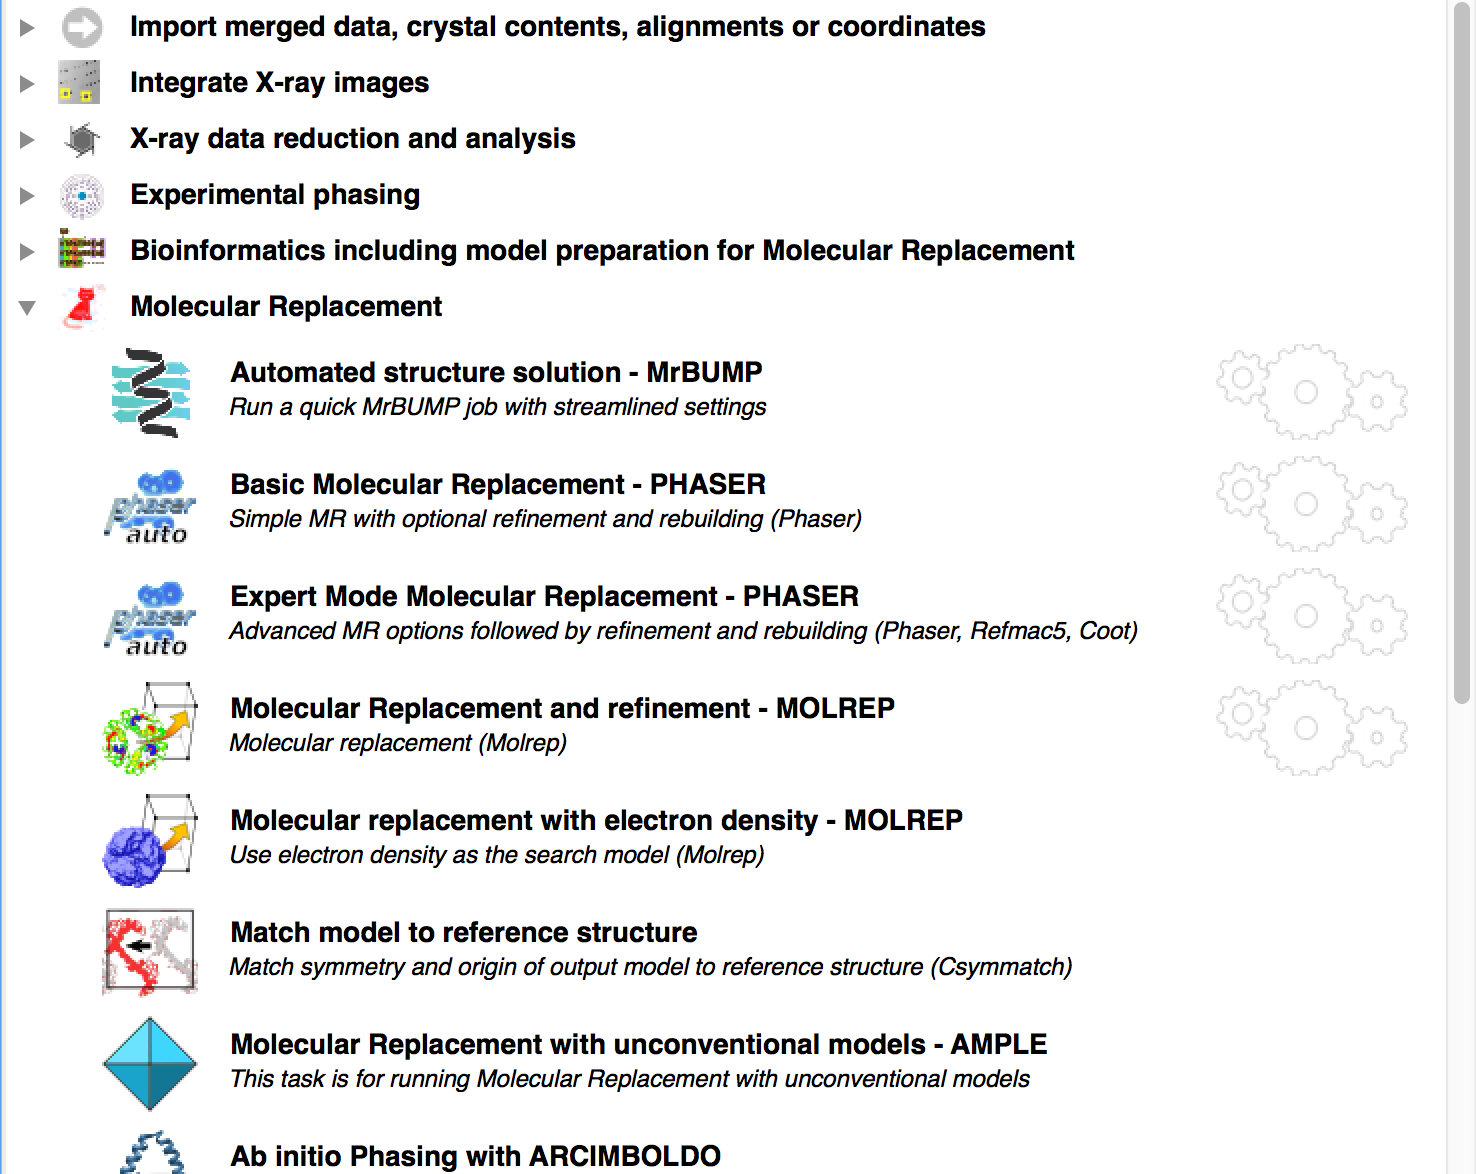 Import merged data, crystal contents, alignments or coordinates
Integrate X-ray images
X-ray data reduction and analysis
Experimental phasing
Bioinformatics including model preparation for Molecular Replacement
Molecular Replacement
Automated structure solution - MrBUMP
Run a quick MrBUMP job with streamlined settings
Basic Molecular Replacement - PHASER
Simple MR with optional refinement and rebuilding (Phaser)
phaser
auto
Expert Mode Molecular Replacement - PHASER
Advanced MR options followed by refinement and rebuilding (Phaser, Refmac5, Coot)
phaser
auto
Molecular Replacement and refinement - MOLREP
Molecular replacement (Molrep)
Molecular replacement with electron density - MOLREP
Use electron density as the search model (Molrep)
Match model to reference structure
Match symmetry and origin of output model to reference structure (Csymmatch)
Molecular Replacement with unconventional models - AMPLE
This task is for running Molecular Replacement with unconventional models
Ab initio Phasing with ARCIMBOLDO